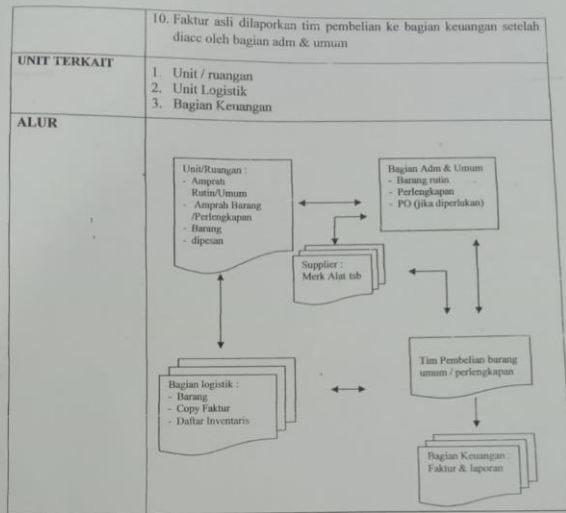 10. Faktur asli dilaporkan tim pembelian ke bagian keuangan setelah
diacc oleh bagian adm & umum
UNIT TERKAIT
1. Unit / ruangan
2. Unit Logistik
3. Bagian Keuangan
ALUR
Unit/Ruangan :
- Amprah
Rutin/Umum
- Amprah Barang
/Perlengkapan
- Barang
- dipesan
Bagian Adm & Umum
- Barang rutin
- Perlengkapan
- PO (jika diperlukan)
Supplier :
Merk Alat tsb
Tim Pembelian barang
umum / perlengkapan
Bagian logistik :
- Barang
- Copy Faktur
- Daftar Inventaris
Bagian Keuangan :
Faktur & laporan